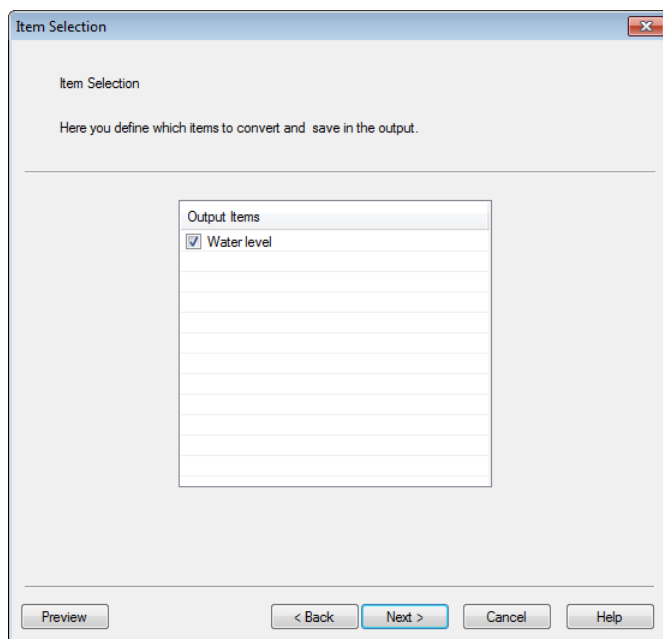 Item Selection
Item Selection
Here you define which items to convert and save in the output.
Output Items
Water level
Preview
< Back
Next >
Cancel
Help